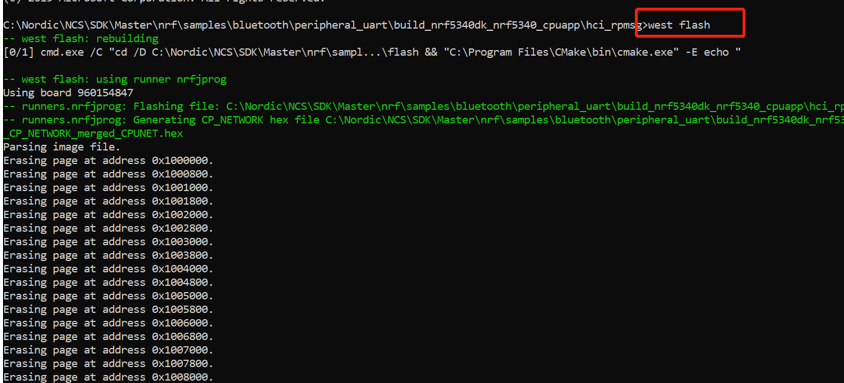 (c) 2019 Microsoft Corporation. All rights reserved.
C:\Nordic\NCS\SDK\Master\nrf\samples\bluetooth\peripheral_uart\build_nrf5340dk_nrf5340_cpuapp\hci_rpmsg>west flash
-- west flash: rebuilding
[0/1] cmd.exe /C "cd /D C:\Nordic\NCS\SDK\Master\nrf\sampl...\flash && "C:\Program Files\CMake\bin\cmake.exe" -E echo "
-- west flash: using runner nrfjprog
Using board 960154847
-- runners.nrfjprog: Flashing file: C:\Nordic\NCS\SDK\Master\nrf\samples\bluetooth\peripheral_uart\build_nrf5340dk_nrf5340_cpuapp\hci_rp
-- runners.nrfjprog: Generating CP_NETWORK hex file C:\Nordic\NCS\SDK\Master\nrf\samples\bluetooth\peripheral_uart\build_nrf5340dk_nrf53
_CP_NETWORK_merged_CPUNET.hex
Parsing image file.
Erasing page at address 0x1000000.
Erasing page at address 0x1000800.
Erasing page at address 0x1001000.
Erasing page at address 0x1001800.
Erasing page at address 0x1002000.
Erasing page at address 0x1002800.
Erasing page at address 0x1003000.
Erasing page at address 0x1003800.
Erasing page at address 0x1004000.
Erasing page at address 0x1004800.
Erasing page at address 0x1005000.
Erasing page at address 0x1005800.
Erasing page at address 0x1006000.
Erasing page at address 0x1006800.
Erasing page at address 0x1007000.
Erasing page at address 0x1007800.
Erasing page at address 0x1008000.